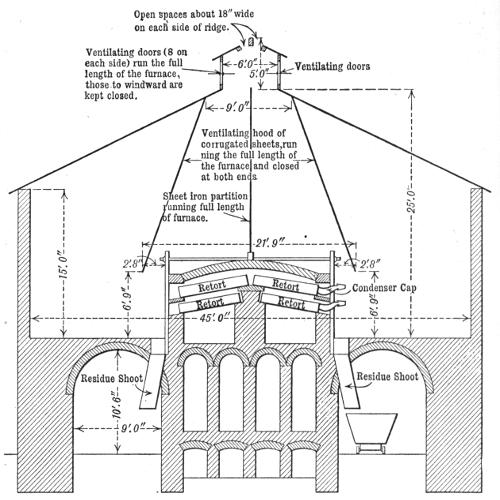 Open spaces about 18" wide
on each side of ridge.
Ventilating doors (8 on
each side) run the full
length of the furnace,
those to windward are
kept closed.
6'.0"
5'.0"
Ventilating doors
9'.0"
Ventilating hood of
corrugated sheets,run
ning the full length of
the furnace and closed
at both ends
Sheet iron partition
running full length
of furnace.
25'.0"
15'.0"
21'.9"
2'.8"
2'.8"
6'.9"
6'.9"
Retort
Retort
Retort
Retort
Condenser Cap
45'.0"
Residue Shoot
Residue Shoot
10'.6"
9'.0"